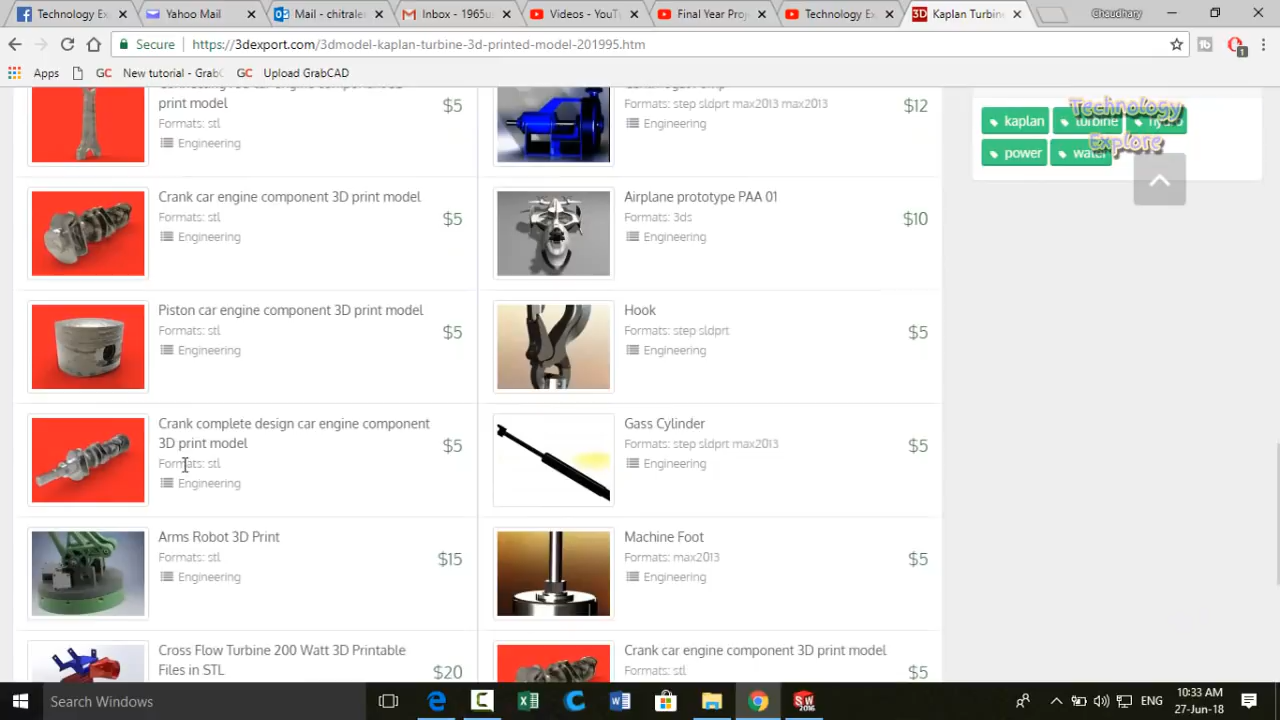 Technology Ex
Yahoo Mail
Mail - chitrales
Inbox - 1965u
Videos - YouT
Final Year Proj
Technology Ex
3D Kaplan Turbin
Choudhary
Secure
https://3dexport.com/3dmodel-kaplan-turbine-3d-printed-model-201995.htm
Apps
GC New tutorial - GrabC
GC Upload GrabCAD
print model
Formats: stl
Engineering
$5
Formats: step sldprt max2013 max2013
Engineering
$12
Technology
Explore
kaplan
turbine
hydro
power
water
Crank car engine component 3D print model
Formats: stl
Engineering
$5
Airplane prototype PAA 01
Formats: 3ds
Engineering
$10
Piston car engine component 3D print model
Formats: stl
Engineering
$5
Hook
Formats: step sldprt
Engineering
$5
Crank complete design car engine component
3D print model
Formats: stl
Engineering
$5
Gass Cylinder
Formats: step sldprt max2013
Engineering
$5
Arms Robot 3D Print
Formats: stl
Engineering
$15
Machine Foot
Formats: max2013
Engineering
$5
Cross Flow Turbine 200 Watt 3D Printable
Files in STL
$20
Crank car engine component 3D print model
Formats: stl
$5
Search Windows
SW
2016
ENG
10:33 AM
27-Jun-18